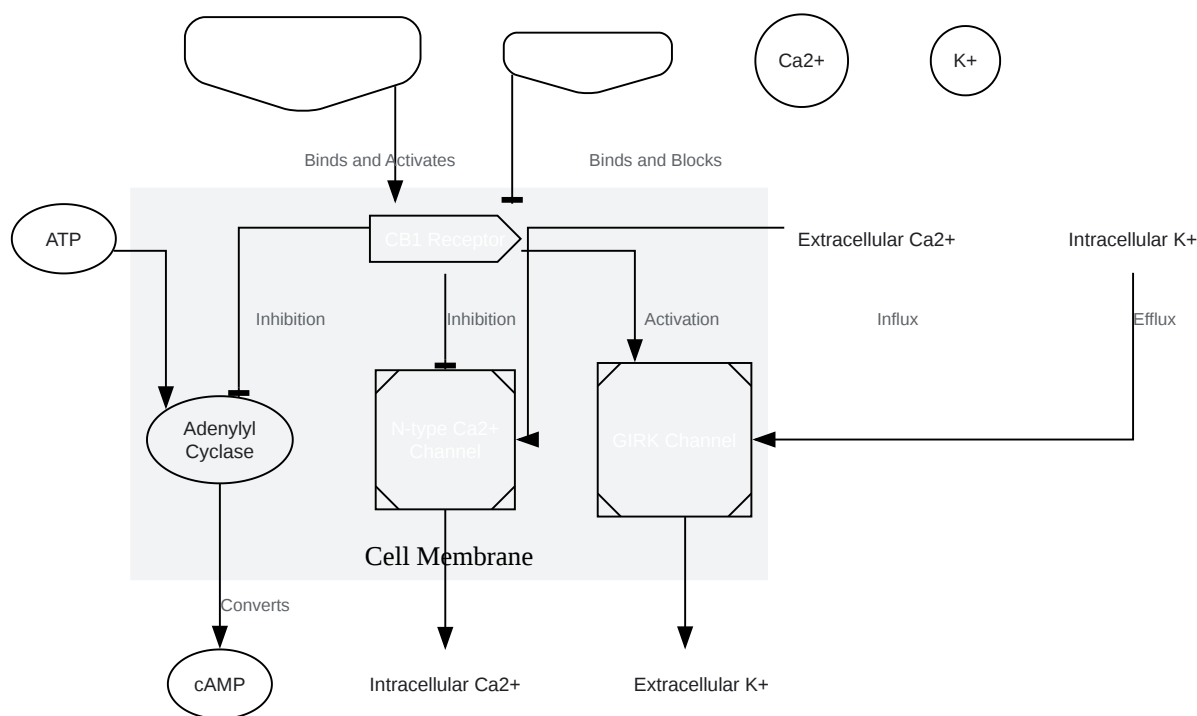 Ca2+
K+
Binds and Activates
Binds and Blocks
ATP
CB1 Receptor
Extracellular Ca2+
Intracellular K+
Inhibition
Inhibition
Activation
Influx
Efflux
Adenylyl
Cyclase
N-type Ca2+
Channel
GIRK Channel
Cell Membrane
Converts
cAMP
Intracellular Ca2+
Extracellular K+